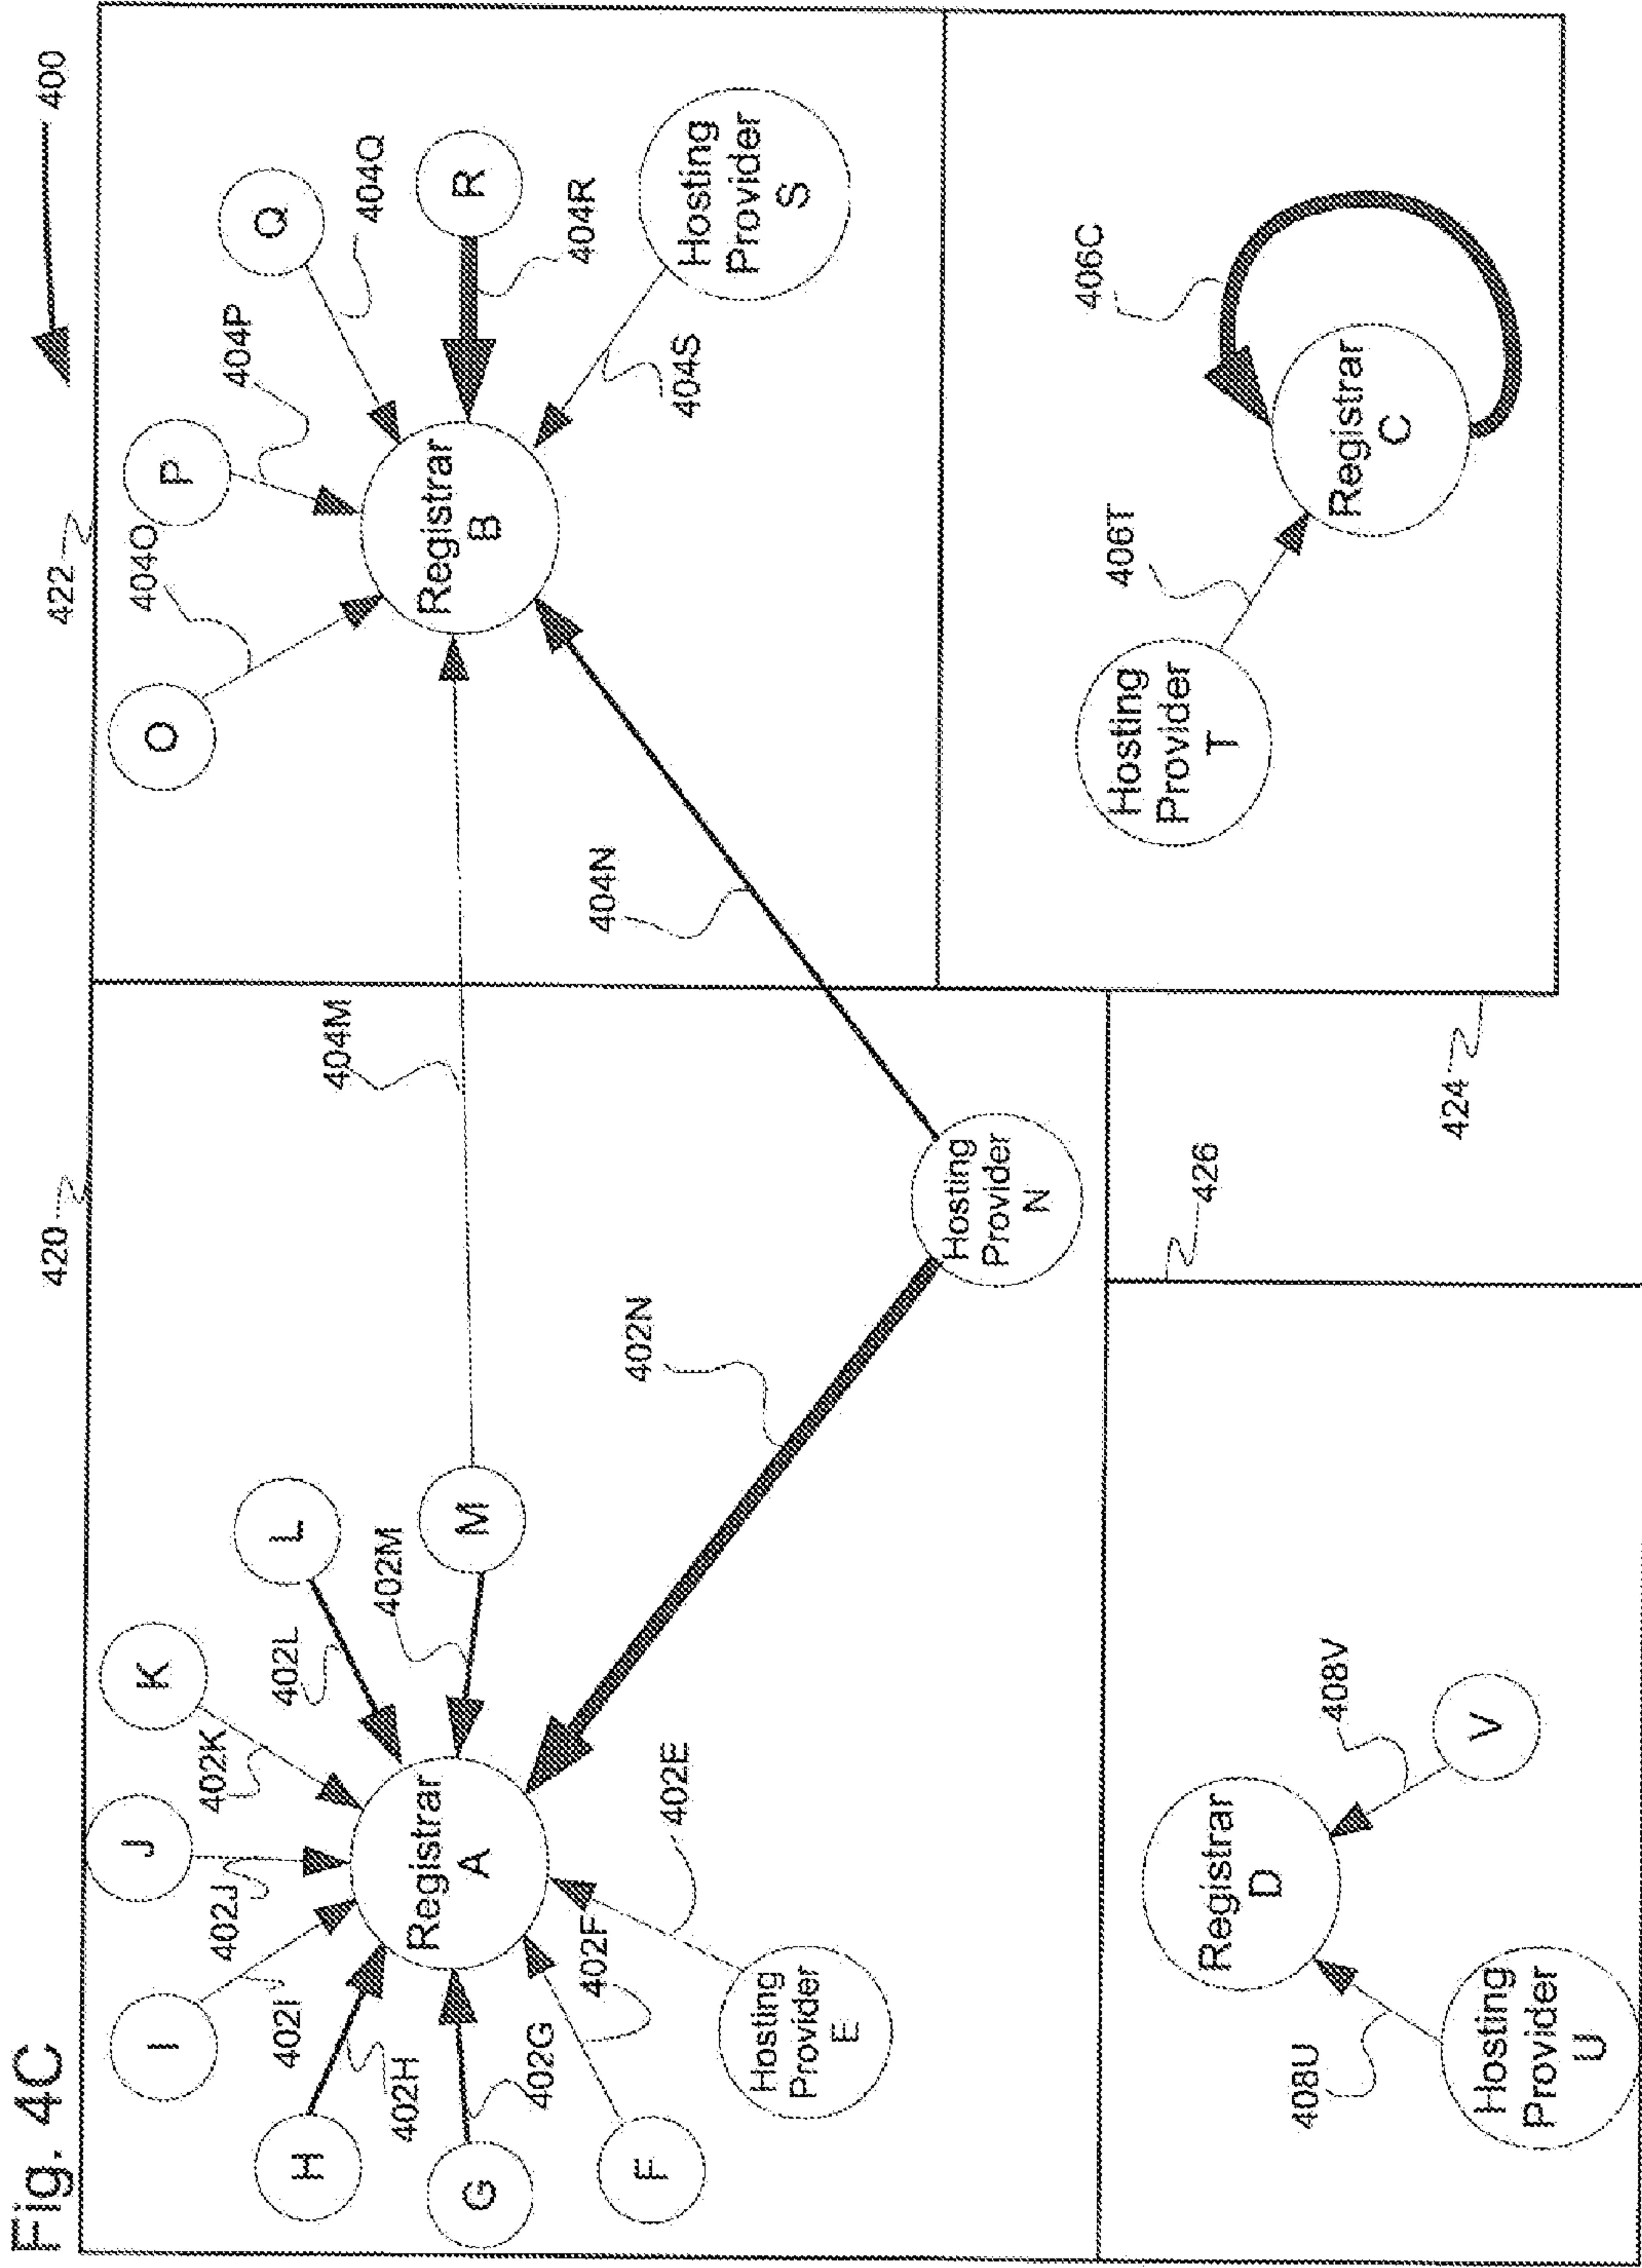 Fig. 4C
400
420
422
H
I
J
K
L
M
G
F
Hosting
Provider
E
Registrar
A
402H
402I
402J
402K
402L
402M
402G
402F
402E
402N
404M
Hosting
Provider
N
404N
O
P
Q
R
Hosting
Provider
S
Registrar
B
404O
404P
404Q
404R
404S
Hosting
Provider
U
408U
Registrar
D
408V
V
426
424
Hosting
Provider
T
406T
Registrar
C
406C